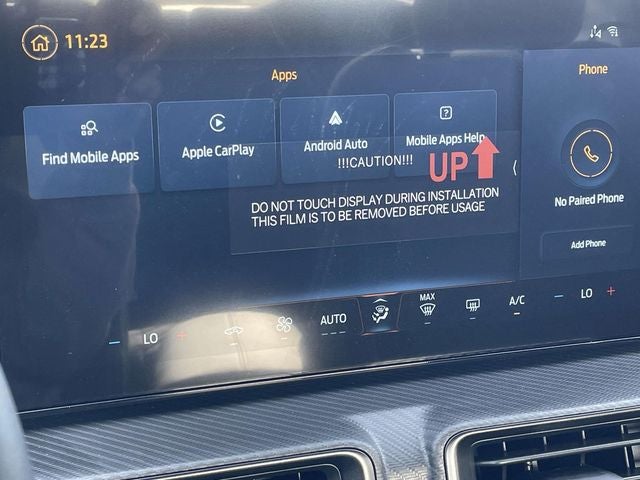 11:23
Apps
Phone
Find Mobile Apps
Apple CarPlay
Android Auto
Mobile Apps Help
!!!CAUTION!!!
UP
DO NOT TOUCH DISPLAY DURING INSTALLATION
THIS FILM IS TO BE REMOVED BEFORE USAGE
No Paired Phone
Add Phone
- LO +
AUTO
MAX
A/C
- LO +